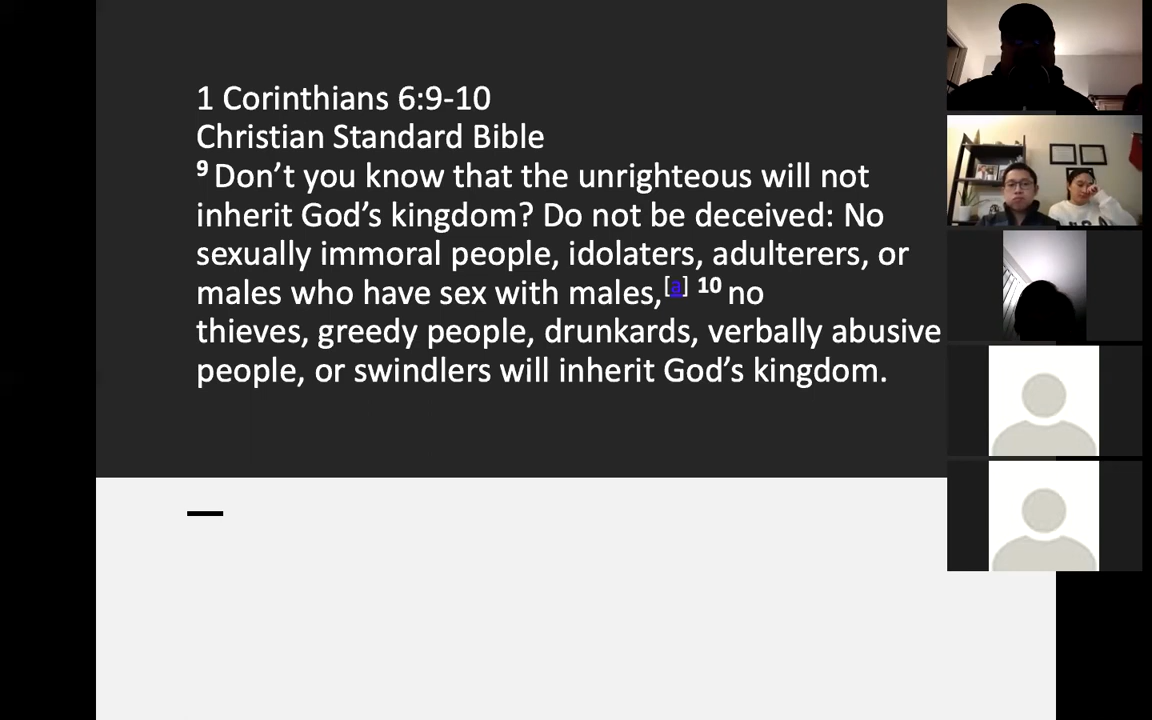 1 Corinthians 6:9-10
Christian Standard Bible
9 Don’t you know that the unrighteous will not
inherit God’s kingdom? Do not be deceived: No
sexually immoral people, idolaters, adulterers, or
males who have sex with males,[a] 10 no
thieves, greedy people, drunkards, verbally abusive
people, or swindlers will inherit God’s kingdom.